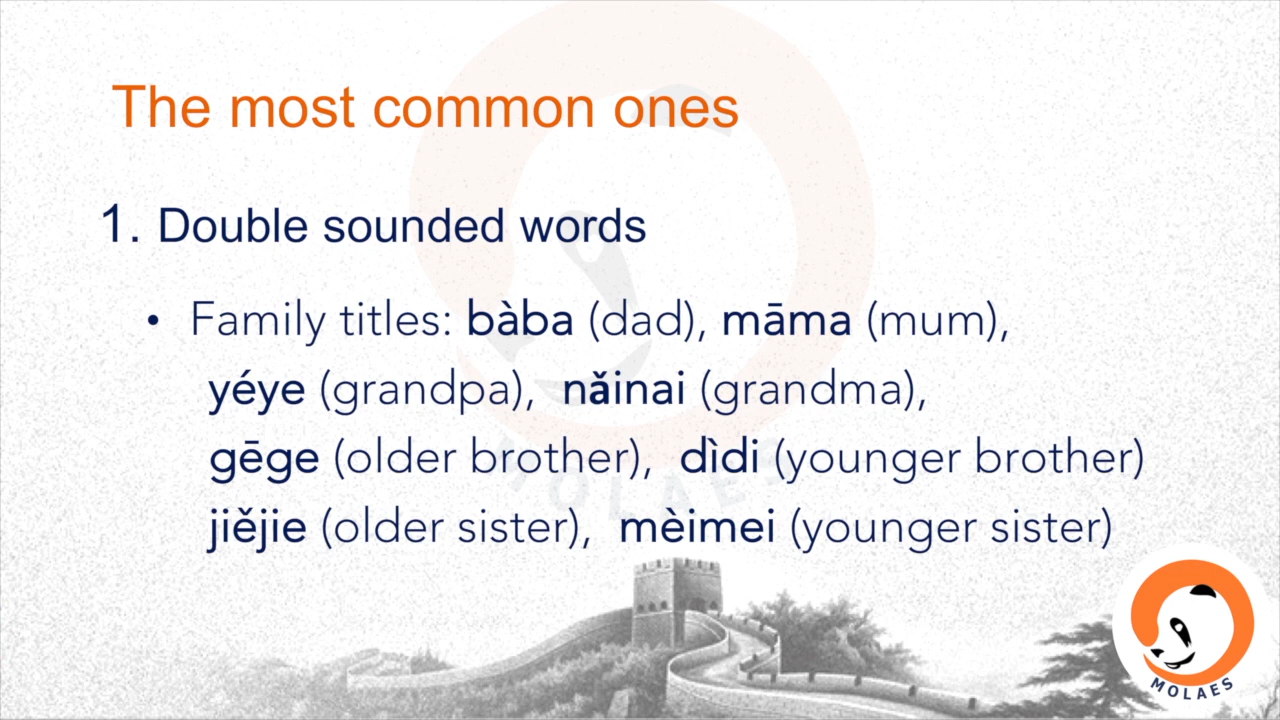 The most common ones
1. Double sounded words
• Family titles: bàba (dad), māma (mum),
yéye (grandpa), nǎinai (grandma),
gēge (older brother), dìdi (younger brother)
jiějie (older sister), mèimei (younger sister)
MOLAES
MOLAES